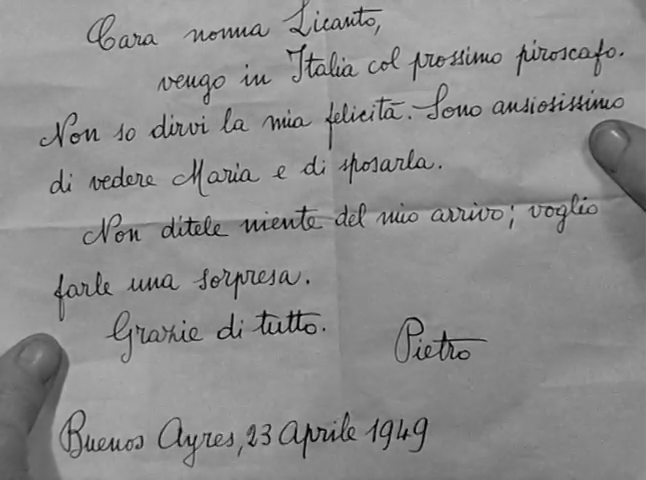 Cara nonna Licanto,
vengo in Italia col prossimo piroscafo.
Non so dirvi la mia felicità. Sono ansiosissimo
di vedere Maria e di sposarla.
Non ditele niente del mio arrivo; voglio
farle una sorpresa.
Grazie di tutto.
Pietro
Buenos Ayres, 23 Aprile 1949